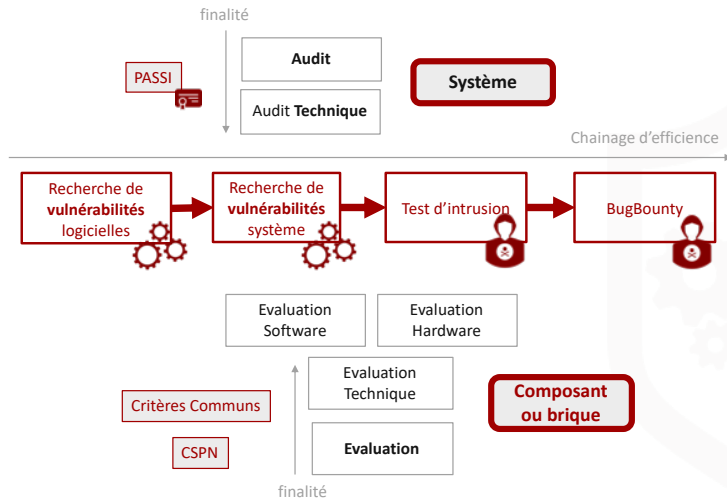 finalité
Audit
PASSI
Système
Audit Technique
Chainage d’efficience
Recherche de
vulnérabilités
logicielles
Recherche de
vulnérabilités
système
Test d’intrusion
BugBounty
Evaluation
Software
Evaluation
Hardware
Evaluation
Technique
Composant
ou brique
Critères Communs
CSPN
Evaluation
finalité